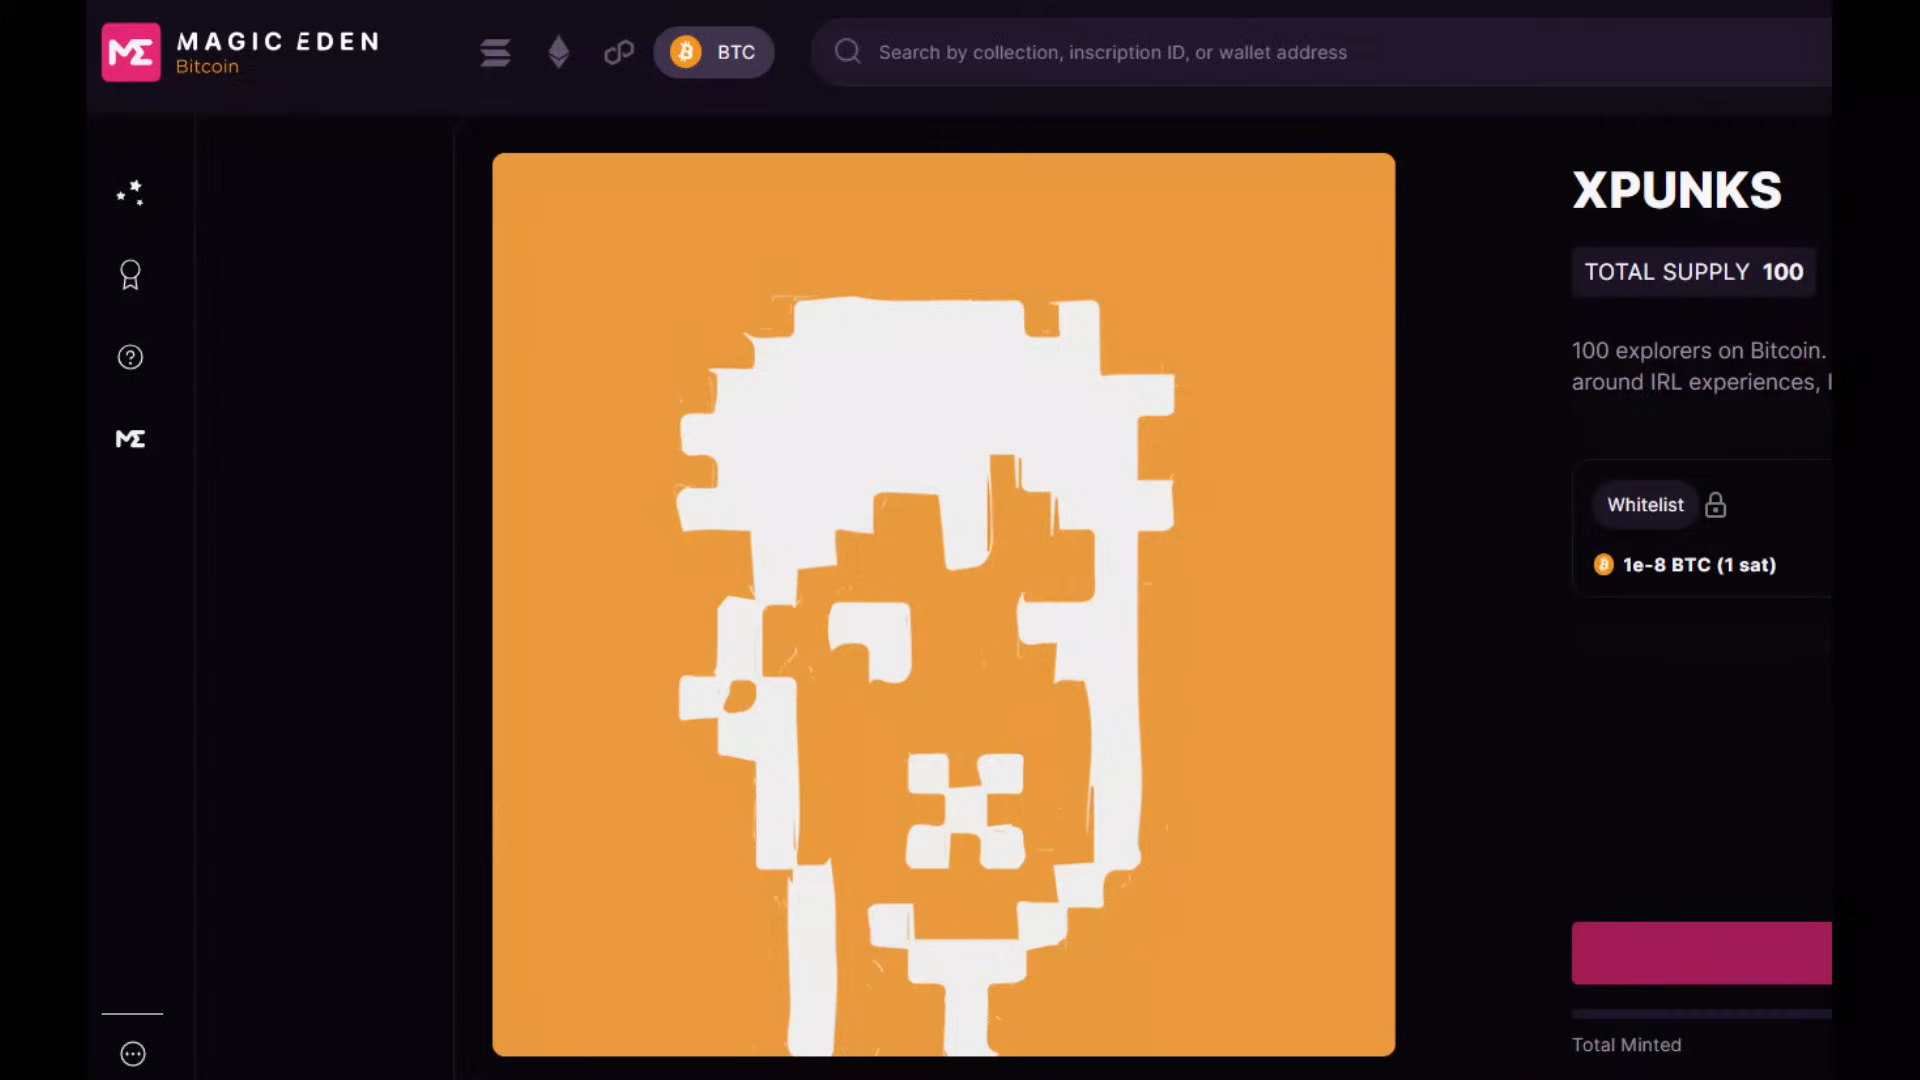 MAGIC EDEN
Bitcoin
BTC
Search by collection, inscription ID, or wallet address
XPUNKS
TOTAL SUPPLY 100
100 explorers on Bitcoin.
around IRL experiences,
Whitelist
1e-8 BTC (1 sat)
Total Minted